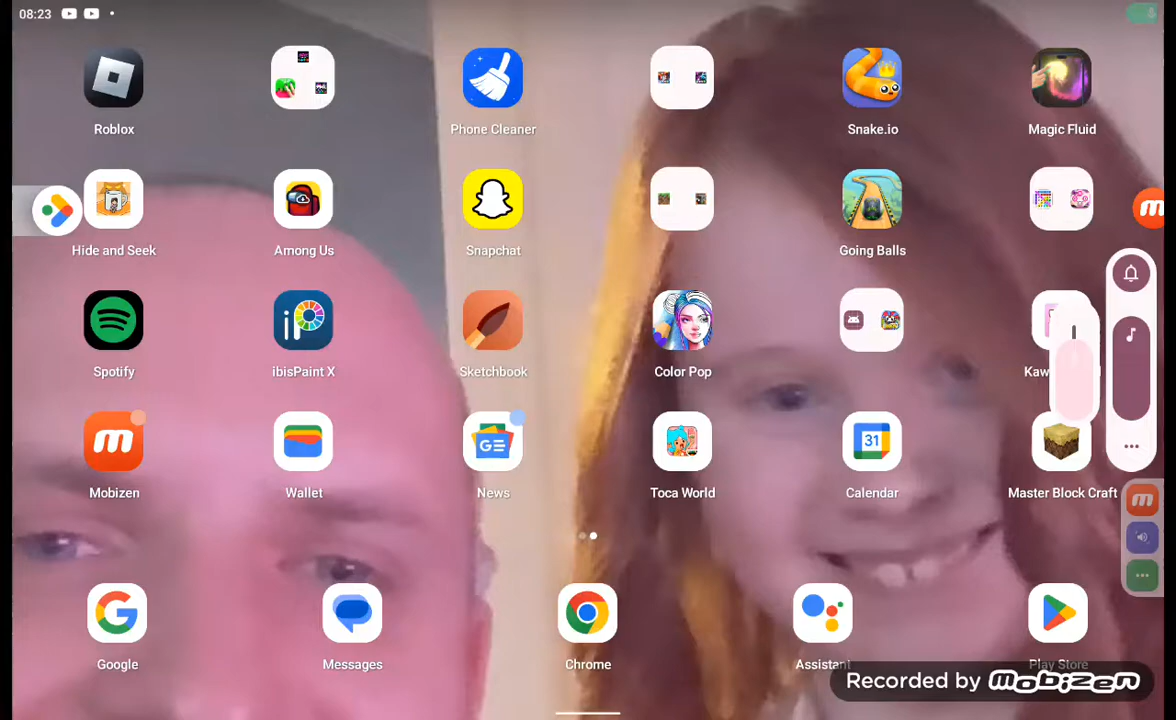 08:23
Roblox
Phone Cleaner
Snake.io
Magic Fluid
Hide and Seek
Among Us
Snapchat
Going Balls
Spotify
ibisPaint X
Sketchbook
Color Pop
Kaw
Mobizen
Wallet
News
Toca World
31
Calendar
Master Block Craft
Google
Messages
Chrome
Assistant
Play Store
Recorded by mobizen